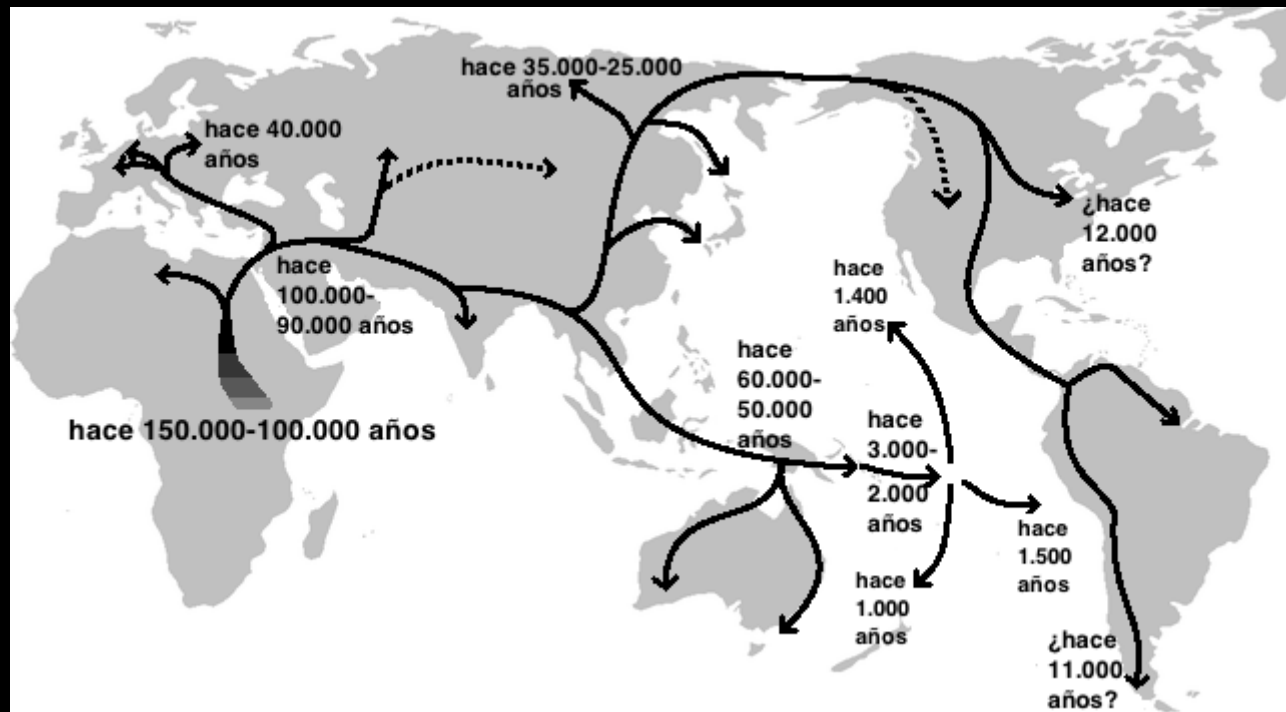 hace 35.000-25.000
años
hace 40.000
años
hace
100.000-
90.000 años
hace 150.000-100.000 años
¿hace
12.000
años?
hace
1.400
años
hace
60.000-
50.000
años
hace
3.000-
2.000
años
hace
1.500
años
hace
1.000
años
¿hace
11.000
años?